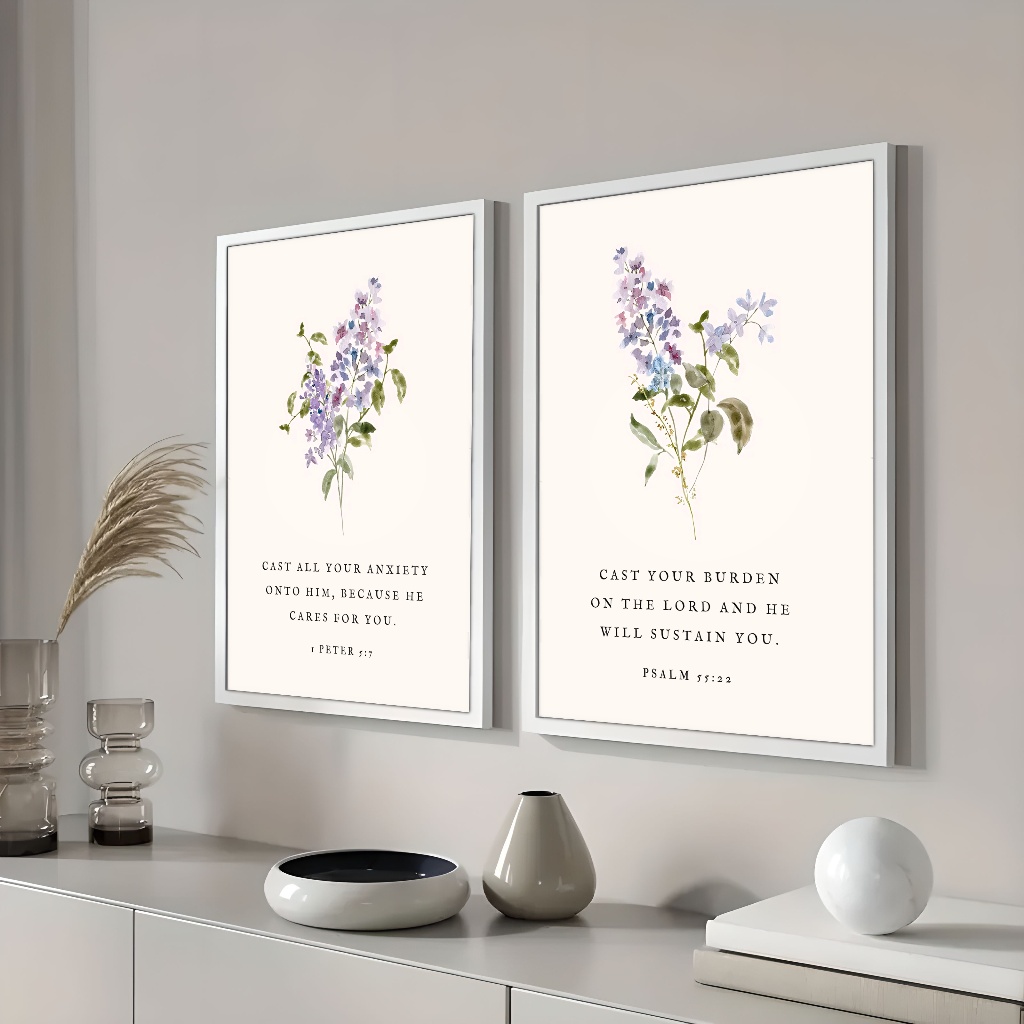 CAST ALL YOUR ANXIETY
ONTO HIM, BECAUSE HE
CARES FOR YOU.
1 PETER 5:7
CAST YOUR BURDEN
ON THE LORD AND HE
WILL SUSTAIN YOU.
PSALM 55:22